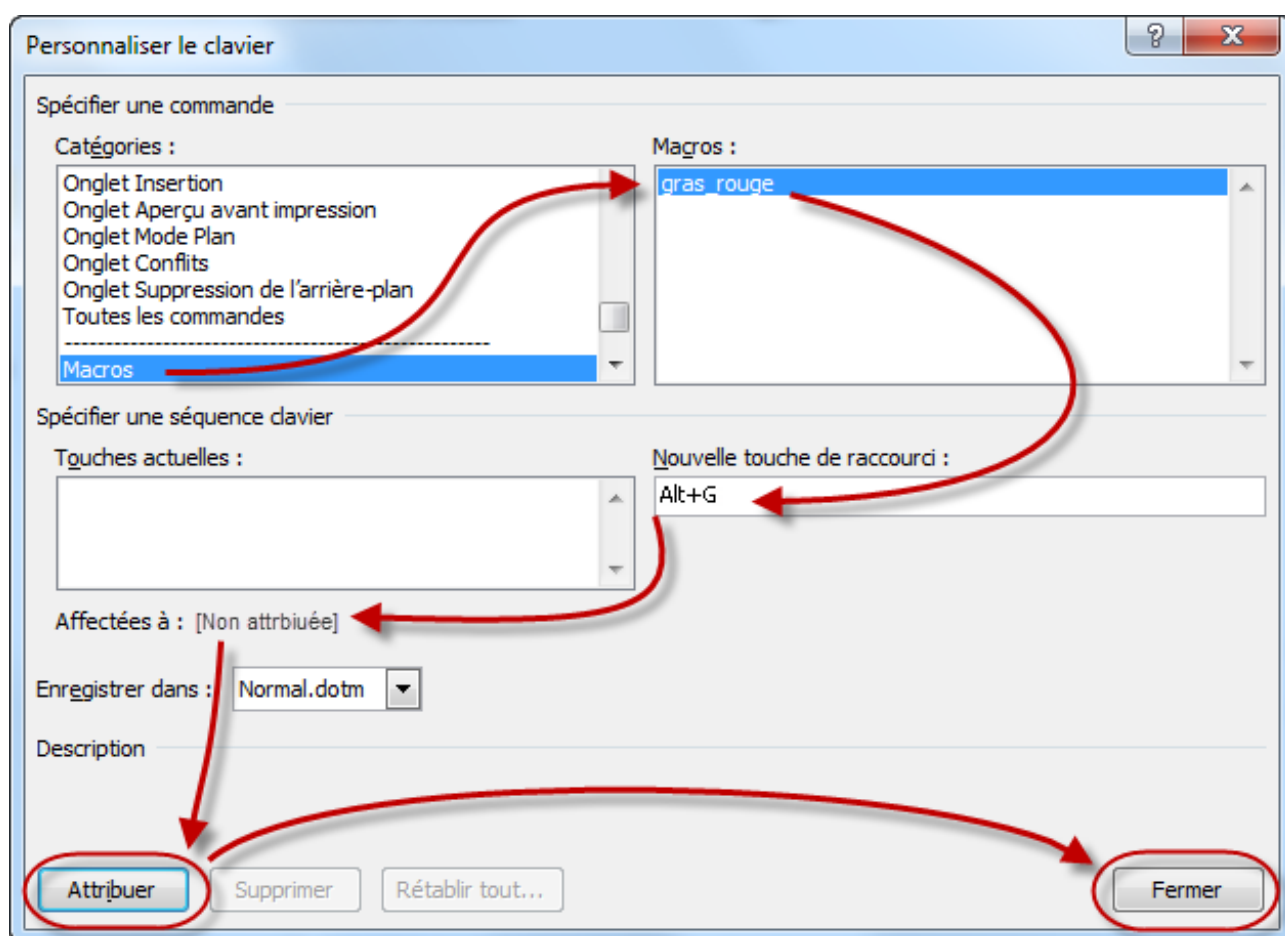 Personnaliser le clavier
Spécifier une commande
Catégories :
Macros :
Onglet Insertion
Onglet Aperçu avant impression
Onglet Mode Plan
Onglet Conflits
Onglet Suppression de l'arrière-plan
Toutes les commandes
Macros
gras_rouge
Spécifier une séquence clavier
Touches actuelles :
Nouvelle touche de raccourci :
Alt+G
Affectées à : [Non attrbiuée]
Enregistrer dans : Normal.dotm
Description
Attribuer Supprimer Rétablir tout... Fermer